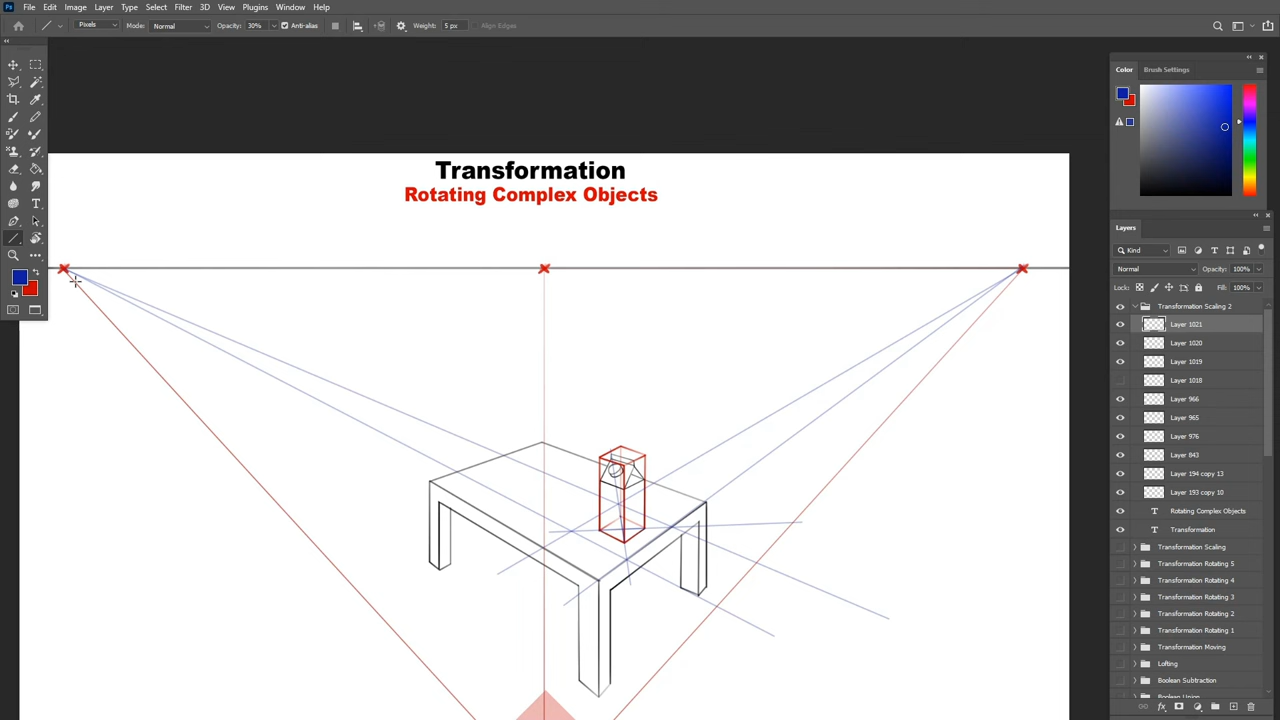 Ps File Edit Image Layer Type Select Filter 3D View Plugins Window Help
Pixels Mode: Normal Opacity: 30% Anti-alias Weight: 5 px Align Edges
Color Brush Settings
Transformation
Rotating Complex Objects
Layers
Kind
Normal Opacity: 100%
Lock: Fill: 100%
Transformation Scaling 2
Layer 1021
Layer 1020
Layer 1019
Layer 1018
Layer 966
Layer 965
Layer 976
Layer 843
Layer 194 copy 13
Layer 193 copy 10
T Rotating Complex Objects
T Transformation
Transformation Scaling
Transformation Rotating 5
Transformation Rotating 4
Transformation Rotating 3
Transformation Rotating 2
Transformation Rotating 1
Transformation Moving
Lofting
Boolean Subtraction
Boolean Union